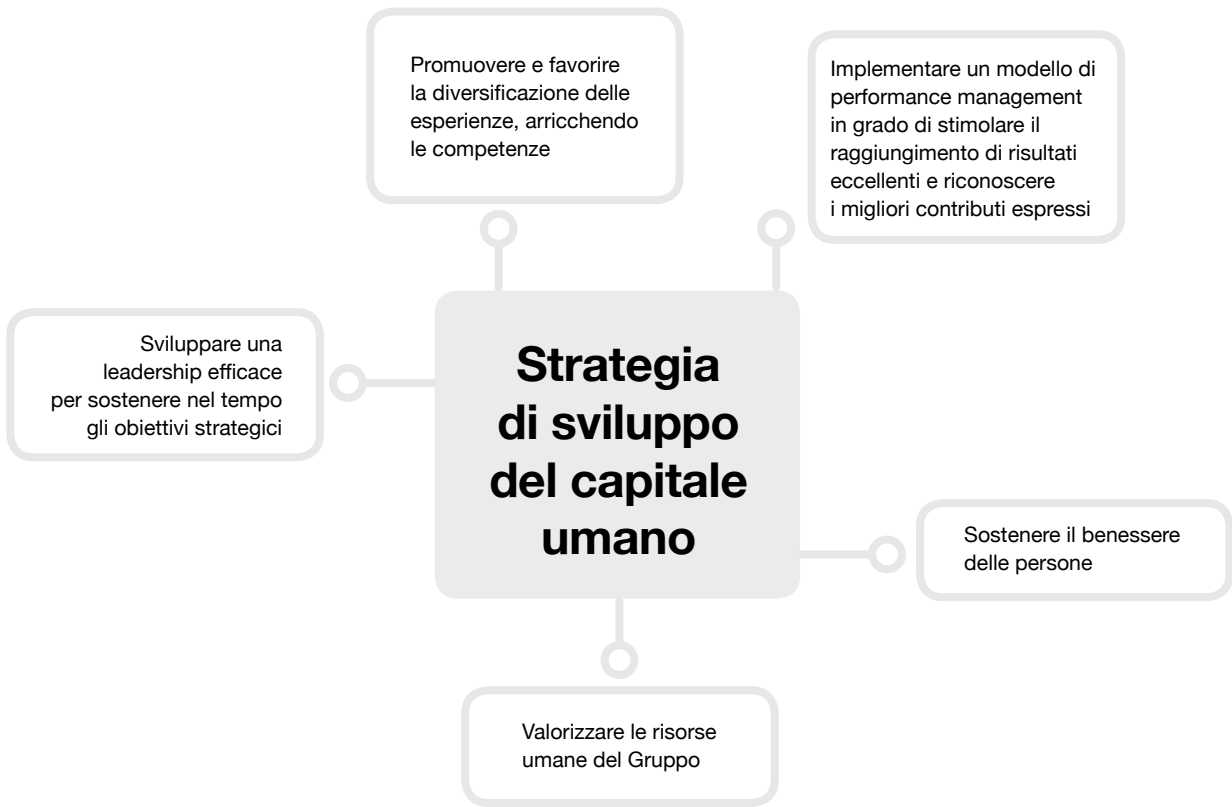 Promuovere e favorire
la diversificazione delle
esperienze, arricchendo
le competenze
Implementare un modello di
performance management
in grado di stimolare il
raggiungimento di risultati
eccellenti e riconoscere
i migliori contributi espressi
Sviluppare una
leadership efficace
per sostenere nel tempo
gli obiettivi strategici
Strategia
di sviluppo
del capitale
umano
Sostenere il benessere
delle persone
Valorizzare le risorse
umane del Gruppo